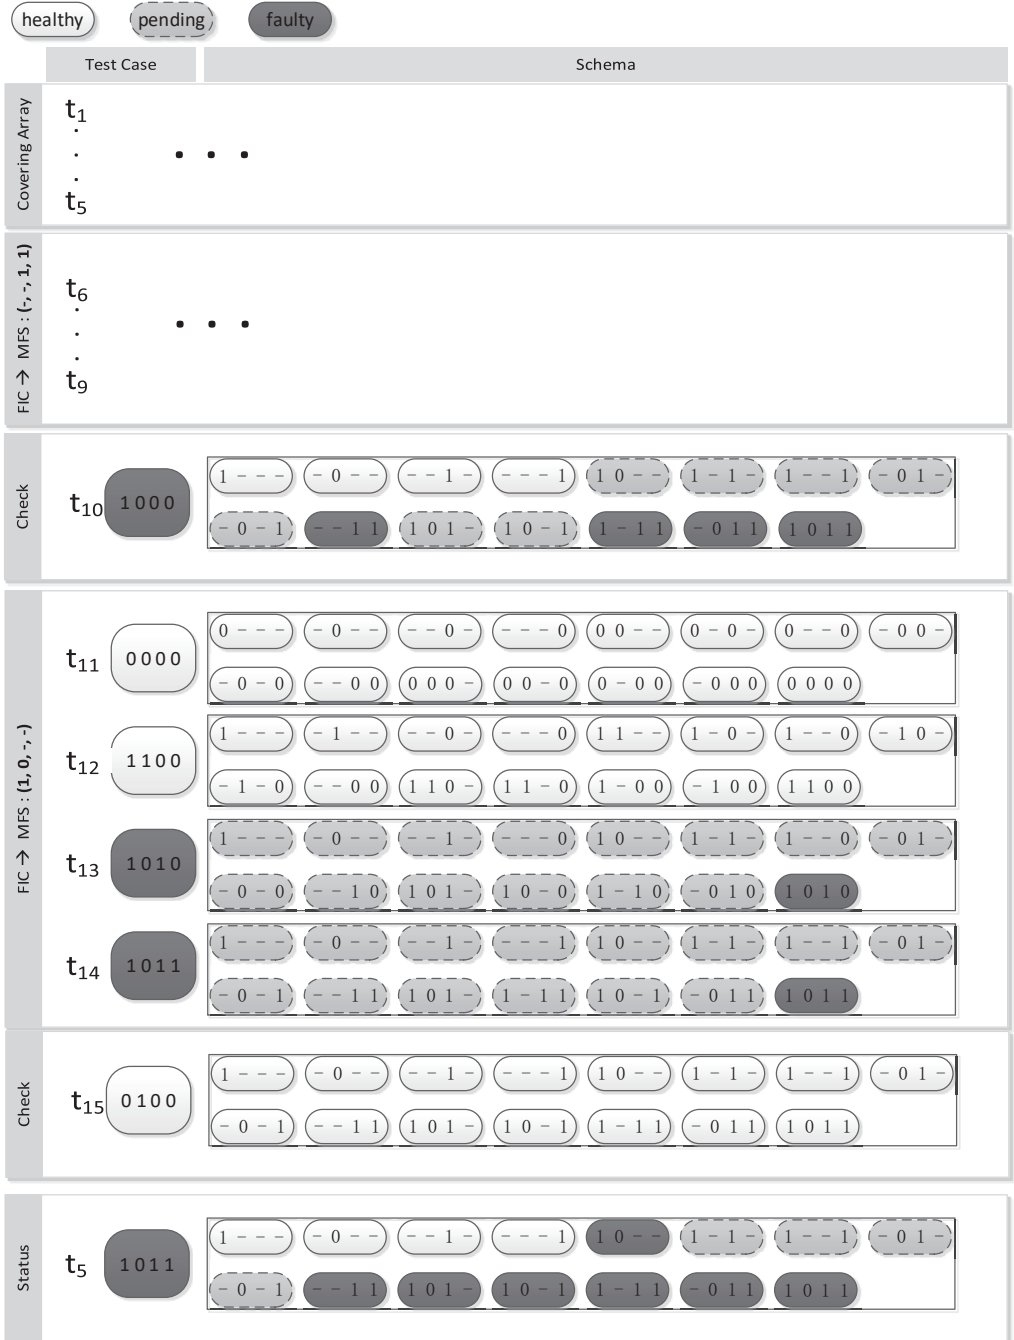 healthy pending faulty
Test Case Schema
Covering Array
t1
t5
FIC → MFS : (-, -, 1, 1)
t6
t9
Check
t10 1000
1 - - - - 0 - - - - 1 - - - - 1 1 0 - - 1 - 1 - 1 - - 1 - 0 1 -
- 0 - 1 - - 1 1 1 0 1 - 1 0 - 1 1 - 1 1 - 0 1 1 1 0 1 1
FIC → MFS : (1, 0, -, -)
t11 0000
0 - - - - 0 - - - - 0 - - - - 0 0 0 - - 0 - 0 - 0 - - 0 - 0 0 -
- 0 - 0 - - 0 0 0 0 0 - 0 0 - 0 0 - 0 0 - 0 0 0 0 0 0 0
t12 1100
1 - - - - 1 - - - - 0 - - - - 0 1 1 - - 1 - 0 - 1 - - 0 - 1 0 -
- 1 - 0 - - 0 0 1 1 0 - 1 1 - 0 1 - 0 0 - 1 0 0 1 1 0 0
t13 1010
1 - - - - 0 - - - - 1 - - - - 0 1 0 - - 1 - 1 - 1 - - 0 - 0 1 -
- 0 - 0 - - 1 0 1 0 1 - 1 0 - 0 1 - 1 0 - 0 1 0 1 0 1 0
t14 1011
1 - - - - 0 - - - - 1 - - - - 1 1 0 - - 1 - 1 - 1 - - 1 - 0 1 -
- 0 - 1 - - 1 1 1 0 1 - 1 - 1 1 1 0 - 1 - 0 1 1 1 0 1 1
Check
t15 0100
1 - - - - 0 - - - - 1 - - - - 1 1 0 - - 1 - 1 - 1 - - 1 - 0 1 -
- 0 - 1 - - 1 1 1 0 1 - 1 0 - 1 1 - 1 1 - 0 1 1 1 0 1 1
Status
t5 1011
1 - - - - 0 - - - - 1 - - - - 1 1 0 - - 1 - 1 - 1 - - 1 - 0 1 -
- 0 - 1 - - 1 1 1 0 1 - 1 0 - 1 1 - 1 1 - 0 1 1 1 0 1 1